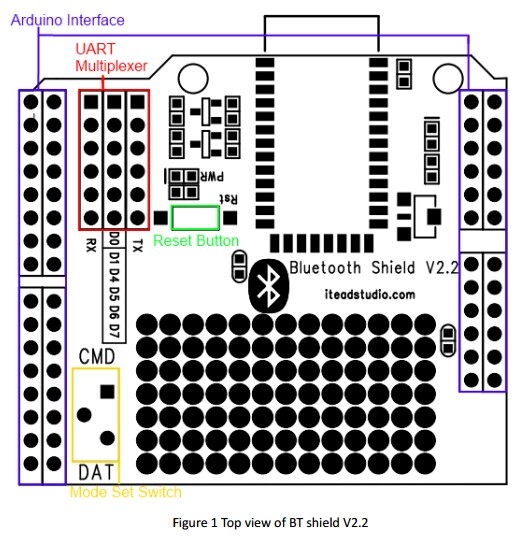 Arduino Interface
UART
Multiplexer
PWR
Rst
Reset Button
RX
D0 D1 D4 D5 D6 D7
TX
Bluetooth Shield V2.2
iteadstudio.com
CMD
DAT
Mode Set Switch
Figure 1 Top view of BT shield V2.2